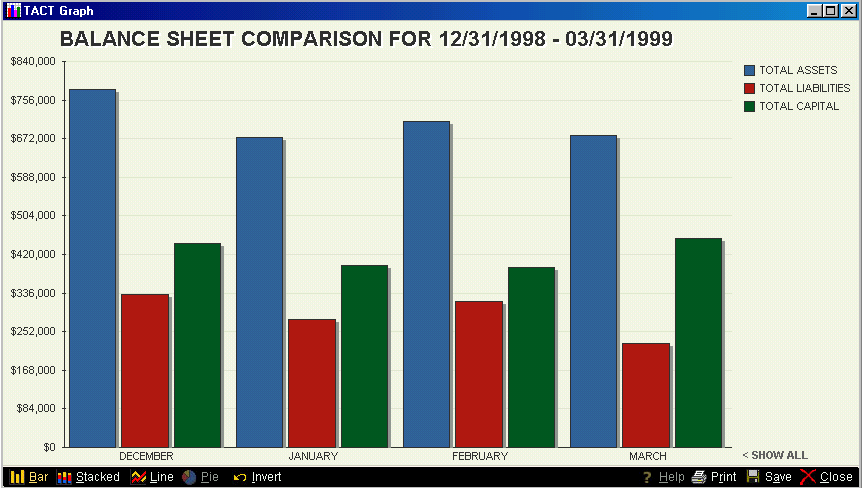 TACT Graph
BALANCE SHEET COMPARISON FOR 12/31/1998 - 03/31/1999
$840,000
$756,000
$672,000
$588,000
$504,000
$420,000
$336,000
$252,000
$168,000
$84,000
$0
DECEMBER JANUARY FEBRUARY MARCH
TOTAL ASSETS
TOTAL LIABILITIES
TOTAL CAPITAL
< SHOW ALL
Bar Stacked Line Pie Invert ? Help Print Save Close